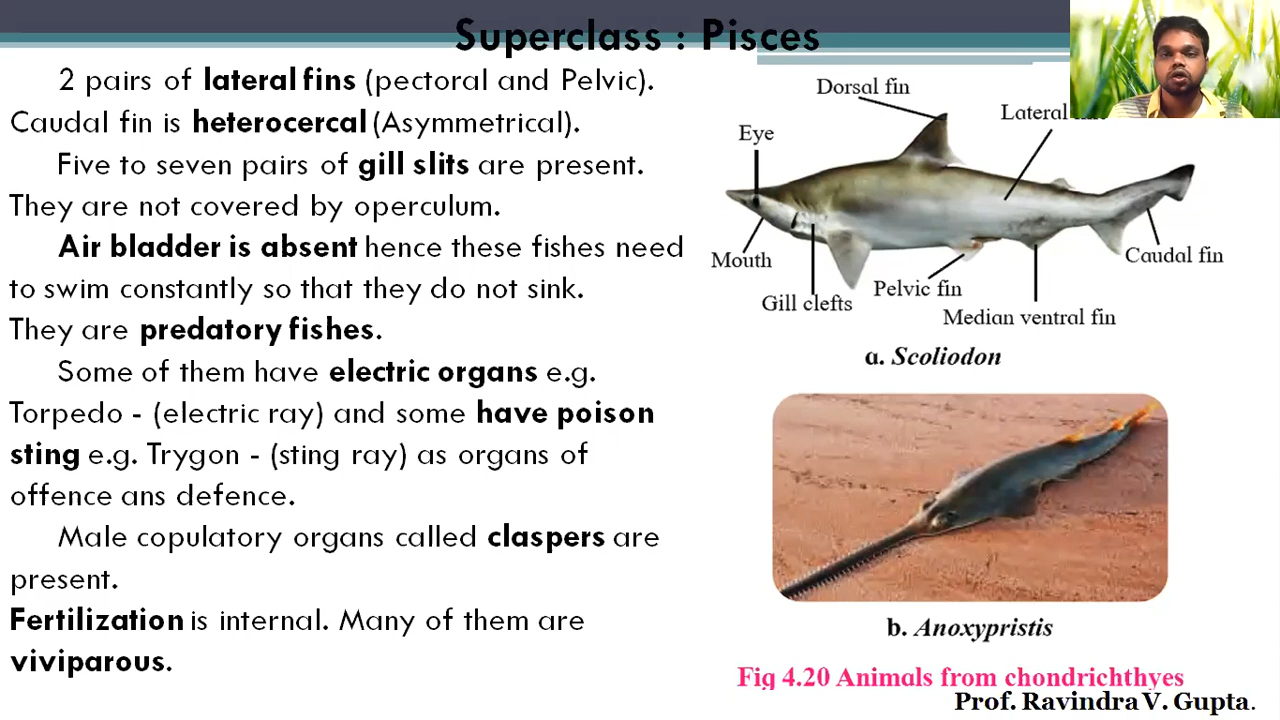 Superclass : Pisces
2 pairs of lateral fins (pectoral and Pelvic).
Caudal fin is heterocercal (Asymmetrical).
Five to seven pairs of gill slits are present.
They are not covered by operculum.
Air bladder is absent hence these fishes need
to swim constantly so that they do not sink.
They are predatory fishes.
Some of them have electric organs e.g.
Torpedo - (electric ray) and some have poison
sting e.g. Trygon - (sting ray) as organs of
offence ans defence.
Male copulatory organs called claspers are
present.
Fertilization is internal. Many of them are
viviparous.
Dorsal fin
Lateral
Eye
Mouth
Gill clefts
Pelvic fin
Median ventral fin
Caudal fin
a. Scoliodon
b. Anoxypristis
Fig 4.20 Animals from chondrichthyes
Prof. Ravindra V. Gupta.